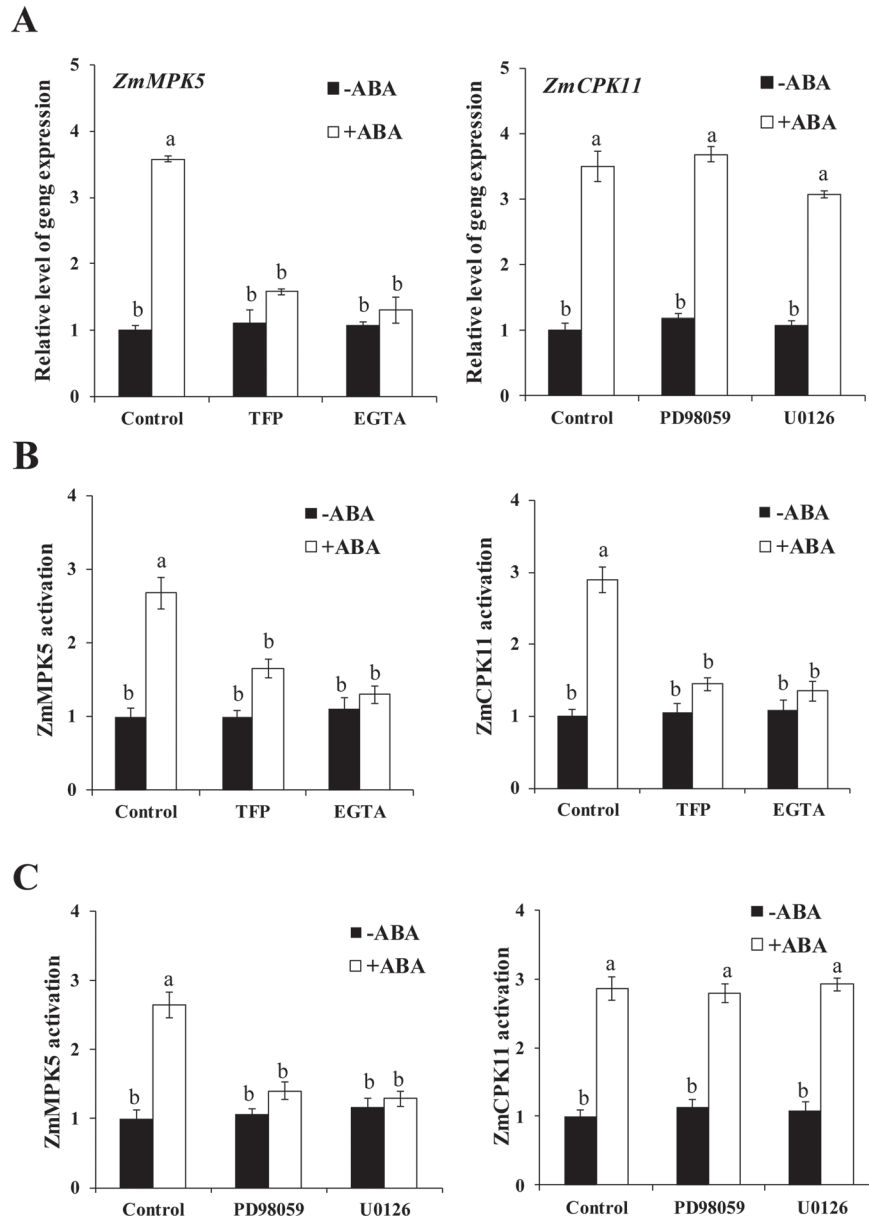 A
Relative level of geng expression
5
4
3
2
1
0
ZmMPK5
-ABA
+ABA
b
a
b
b
b
b
Control
TFP
EGTA
Relative level of geng expression
5
4
3
2
1
0
ZmCPK11
-ABA
+ABA
b
a
b
a
b
a
Control
PD98059
U0126
B
ZmMPK5 activation
4
3
2
1
0
-ABA
+ABA
b
a
b
b
b
b
Control
TFP
EGTA
ZmCPK11 activation
4
3
2
1
0
-ABA
+ABA
b
a
b
b
b
b
Control
TFP
EGTA
C
ZmMPK5 activation
4
3
2
1
0
-ABA
+ABA
b
a
b
b
b
b
Control
PD98059
U0126
ZmCPK11 activation
4
3
2
1
0
-ABA
+ABA
b
a
b
a
b
a
Control
PD98059
U0126